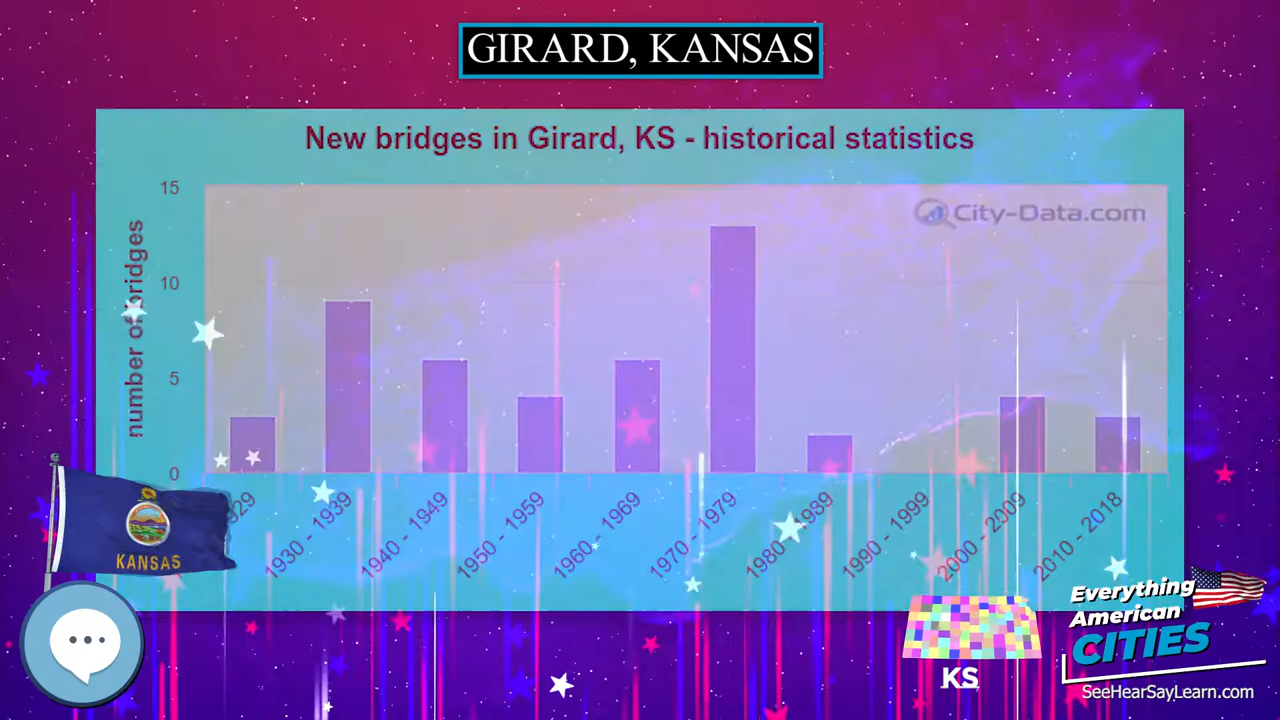 GIRARD, KANSAS
New bridges in Girard, KS - historical statistics
City-Data.com
number of bridges
15
10
5
0
1930 - 1939
1940 - 1949
1950 - 1959
1960 - 1969
1970 - 1979
1980 - 1989
1990 - 1999
2000 - 2009
2010 - 2018
KANSAS
KS
Everything
American
CITIES
SeeHearSayLearn.com